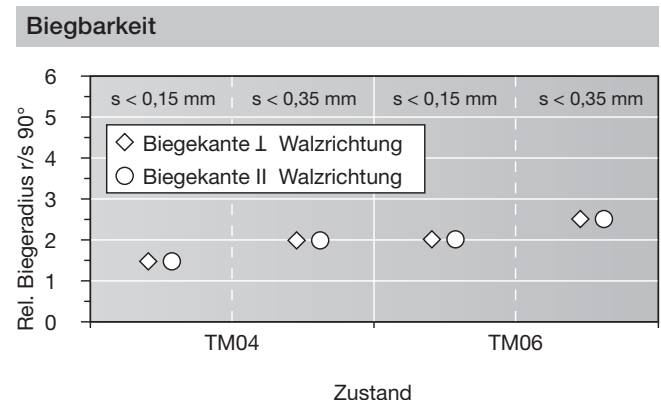 Biegbarkeit
6
5
4
3
2
1
0
Rel. Biegeradius r/s 90°
s < 0,15 mm s < 0,35 mm s < 0,15 mm s < 0,35 mm
Biegekante ⊥ Walzrichtung
Biegekante II Walzrichtung
TM04 TM06
Zustand